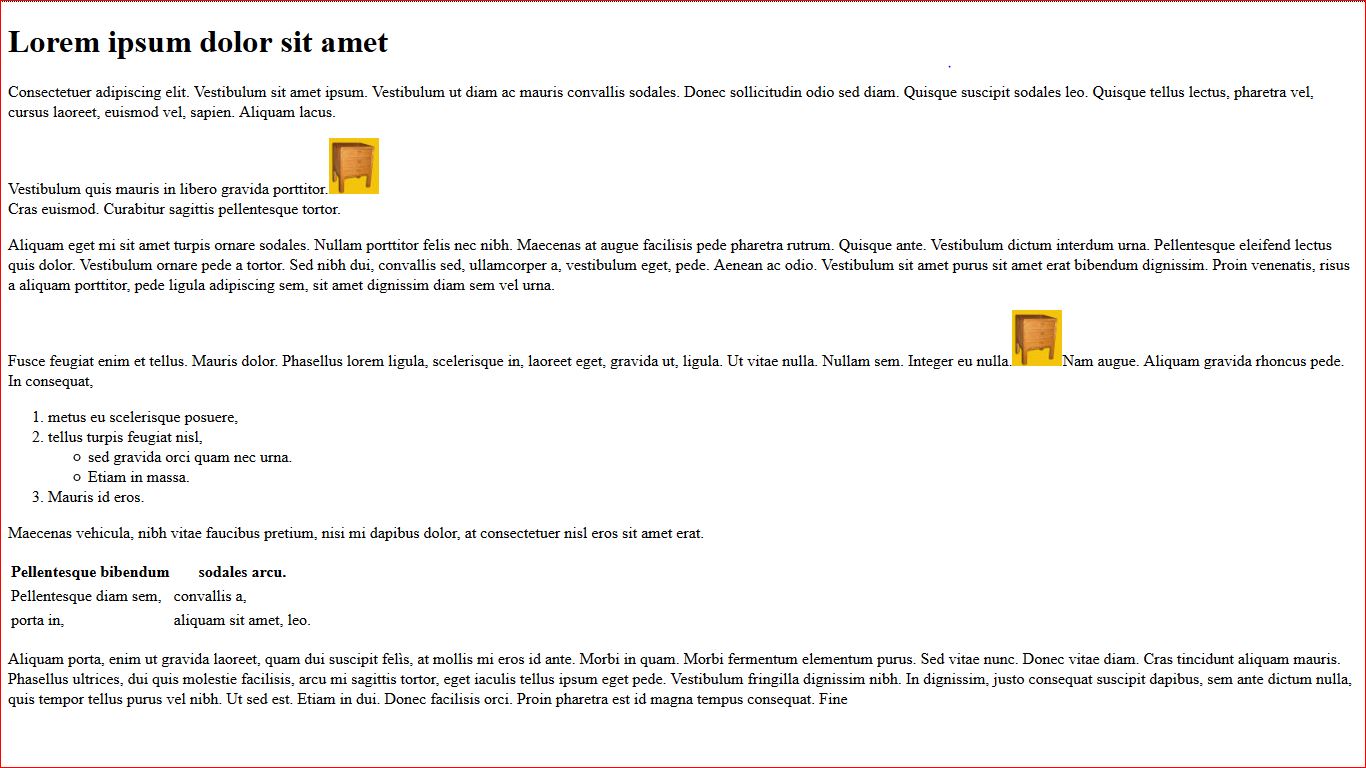 Lorem ipsum dolor sit amet
Consectetuer adipiscing elit. Vestibulum sit amet ipsum. Vestibulum ut diam ac mauris convallis sodales. Donec sollicitudin odio sed diam. Quisque suscipit sodales leo. Quisque tellus lectus, pharetra vel,
cursus laoreet, euismod vel, sapien. Aliquam lacus.
Vestibulum quis mauris in libero gravida porttitor.
Cras euismod. Curabitur sagittis pellentesque tortor.
Aliquam eget mi sit amet turpis ornare sodales. Nullam porttitor felis nec nibh. Maecenas at augue facilisis pede pharetra rutrum. Quisque ante. Vestibulum dictum interdum urna. Pellentesque eleifend lectus
quis dolor. Vestibulum ornare pede a tortor. Sed nibh dui, convallis sed, ullamcorper a, vestibulum eget, pede. Aenean ac odio. Vestibulum sit amet purus sit amet erat bibendum dignissim. Proin venenatis, risus
a aliquam porttitor, pede ligula adipiscing sem, sit amet dignissim diam sem vel urna.
Fusce feugiat enim et tellus. Mauris dolor. Phasellus lorem ligula, scelerisque in, laoreet eget, gravida ut, ligula. Ut vitae nulla. Nullam sem. Integer eu nulla. Nam augue. Aliquam gravida rhoncus pede.
In consequat,
1. metus eu scelerisque posuere,
2. tellus turpis feugiat nisl,
○ sed gravida orci quam nec urna.
○ Etiam in massa.
3. Mauris id eros.
Maecenas vehicula, nibh vitae faucibus pretium, nisi mi dapibus dolor, at consectetuer nisl eros sit amet erat.
Pellentesque bibendum sodales arcu.
Pellentesque diam sem, convallis a,
porta in, aliquam sit amet, leo.
Aliquam porta, enim ut gravida laoreet, quam dui suscipit felis, at mollis mi eros id ante. Morbi in quam. Morbi fermentum elementum purus. Sed vitae nunc. Donec vitae diam. Cras tincidunt aliquam mauris.
Phasellus ultrices, dui quis molestie facilisis, arcu mi sagittis tortor, eget iaculis tellus ipsum eget pede. Vestibulum fringilla dignissim nibh. In dignissim, justo consequat suscipit dapibus, sem ante dictum nulla,
quis tempor tellus purus vel nibh. Ut sed est. Etiam in dui. Donec facilisis orci. Proin pharetra est id magna tempus consequat. Fine